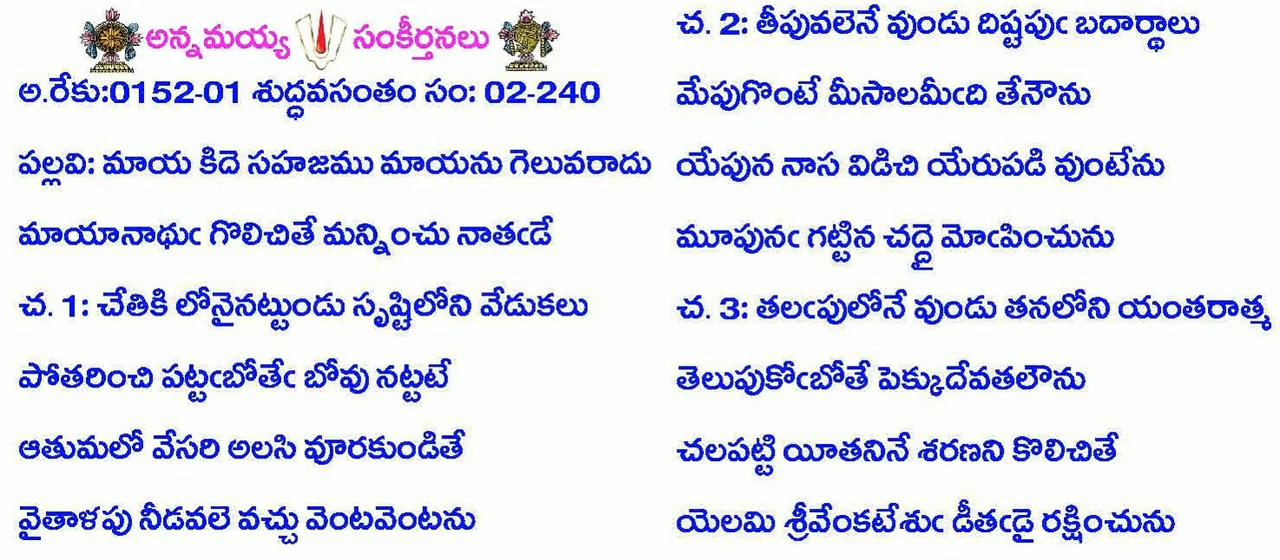 అన్నమయ్య సంకీర్తనలు
అ.రేకు:0152-01 శుద్ధవసంతం సం: 02-240
పల్లవి: మాయ కిదె సహజము మాయను గెలువరాదు
మాయానాథుఁ గొలిచితే మన్నించు నాతఁడే
చ. 1: చేతికి లోనైనట్టుండు సృష్టిలోని వేడుకలు
పోతరించి పట్టఁబోతేఁ బోవు నట్టటే
ఆతుమలో వేసరి అలసి వూరకుండితే
వైతాళపు నీడవలె వచ్చు వెంటవెంటను
చ. 2: తీపువలెనే వుండు దిష్టపుఁ బదార్థాలు
మేపుగొంటే మీసాలమీఁది తేనౌను
యేపున నాస విడిచి యేరుపడి వుంటేను
మూపునఁ గట్టిన చద్దై మోఁపించును
చ. 3: తలఁపులోనే వుండు తనలోని యంతరాత్మ
తెలుపుకోఁబోతే పెక్కుదేవతలౌను
చలపట్టి యీతనినే శరణని కొలిచితే
యెలమి శ్రీవేంకటేశుఁ డీతఁడై రక్షించును